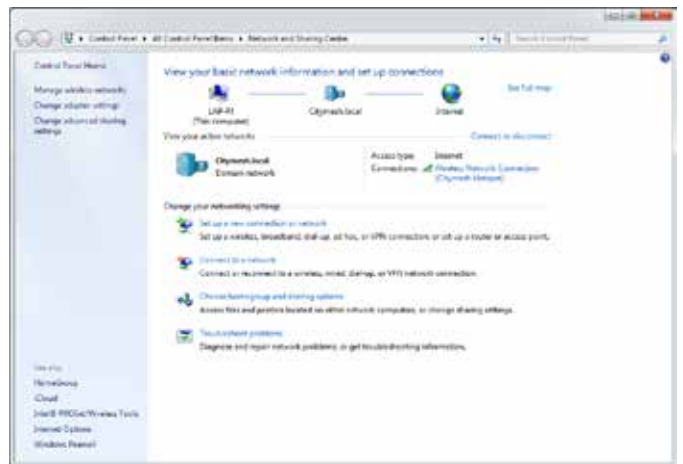 Control Panel ▸ All Control Panel Items ▸ Network and Sharing Centre
Search Control Panel
Control Panel Home
Manage wireless networks
Change adapter settings
Change advanced sharing
settings
View your basic network information and set up connections
See full map
(This computer)
Citymesh.local
Internet
View your active networks
Connect or disconnect
Citymesh.local
Domain network
Access type: Internet
Connections: Wireless Network Connection
(Citymesh Hotspot)
Change your networking settings
Set up a new connection or network
Set up a wireless, broadband, dial-up, ad hoc, or VPN connection; or set up a router or access point.
Connect to a network
Connect or reconnect to a wireless, wired, dial-up, or VPN network connection.
Choose homegroup and sharing options
Access files and printers located on other network computers, or change sharing settings.
Troubleshoot problems
Diagnose and repair network problems, or get troubleshooting information.
See also
HomeGroup
iCloud
Intel® PROSet/Wireless Tools
Internet Options
Windows Firewall